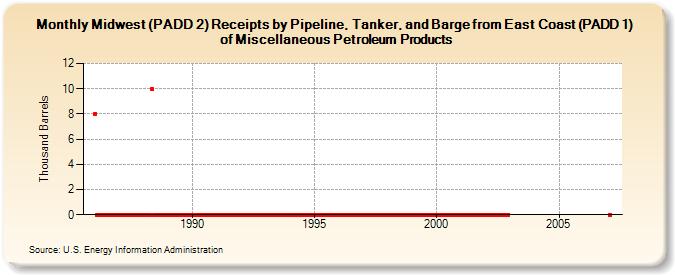 Monthly Midwest (PADD 2) Receipts by Pipeline, Tanker, and Barge from East Coast (PADD 1)
of Miscellaneous Petroleum Products
Thousand Barrels
12
10
8
6
4
2
0
1990 1995 2000 2005
Source: U.S. Energy Information Administration